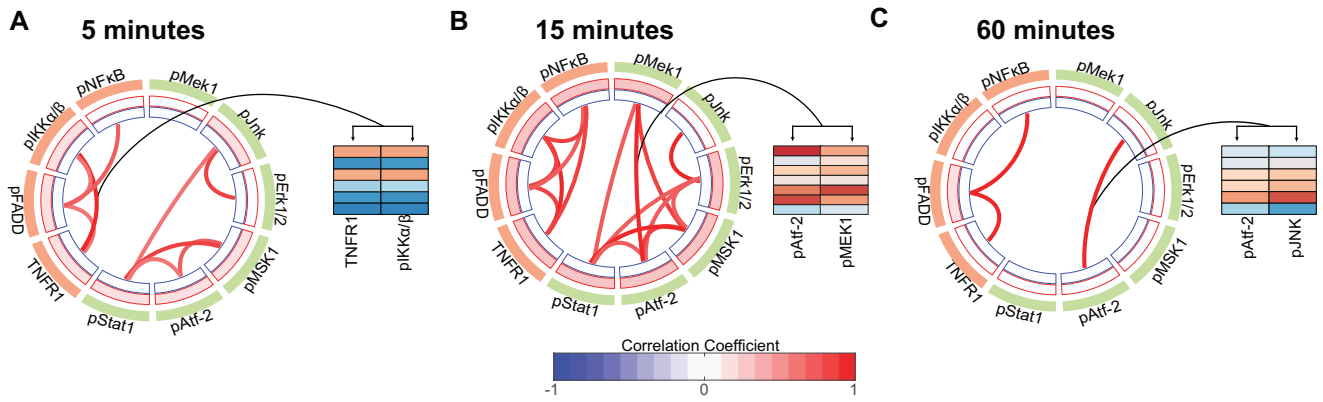 A
5 minutes
pNFκB
pMek1
pIKKα/β
pJnk
pFADD
pErk1/2
TNFR1
pMSK1
pStat1
pAtf-2
TNFR1
pIKKα/β
B
15 minutes
pNFκB
pMek1
pIKKα/β
pJnk
pFADD
pErk1/2
TNFR1
pMSK1
pStat1
pAtf-2
pAtf-2
pMEK1
C
60 minutes
pNFκB
pMek1
pIKKα/β
pJnk
pFADD
pErk1/2
TNFR1
pMSK1
pStat1
pAtf-2
pAtf-2
pJNK
Correlation Coefficient
-1 0 1